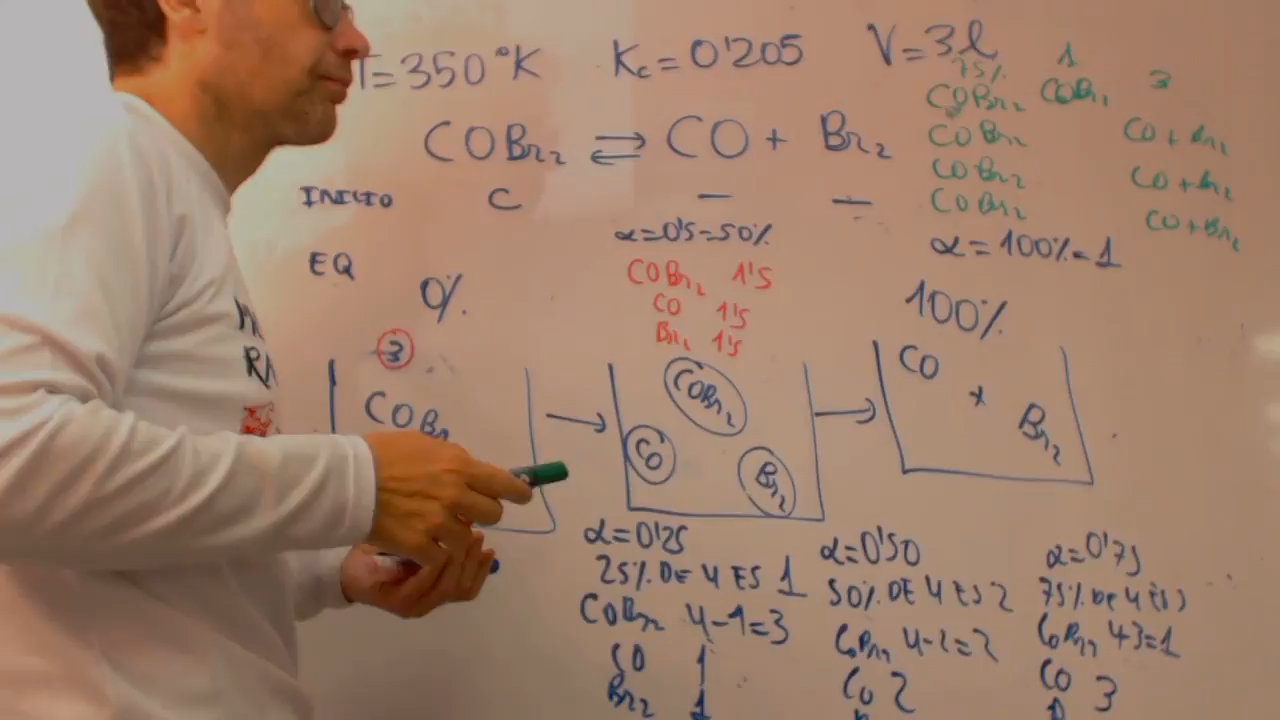 T=350°K Kc=0'205 V=3l
COBr2 ⇌ CO + Br2
INICIO C — —
EQ
0%
3
COBr
α=0'5=50%
COBr2 1'5
CO 1'5
Br2 1'5
COBr2
CO
Br2
75% 1 3
COBr2 COBr2
COBr2 CO + Br2
COBr2 CO + Br2
COBr2 CO + Br2
α=100%=1
100%
CO + Br2
α=0'25
25% DE 4 ES 1
COBr2 4-1=3
CO 1
Br2 1
α=0'50
50% DE 4 ES 2
COBr2 4-2=2
CO 2
α=0'75
75% DE 4 ES 3
COBr2 4-3=1
CO 3